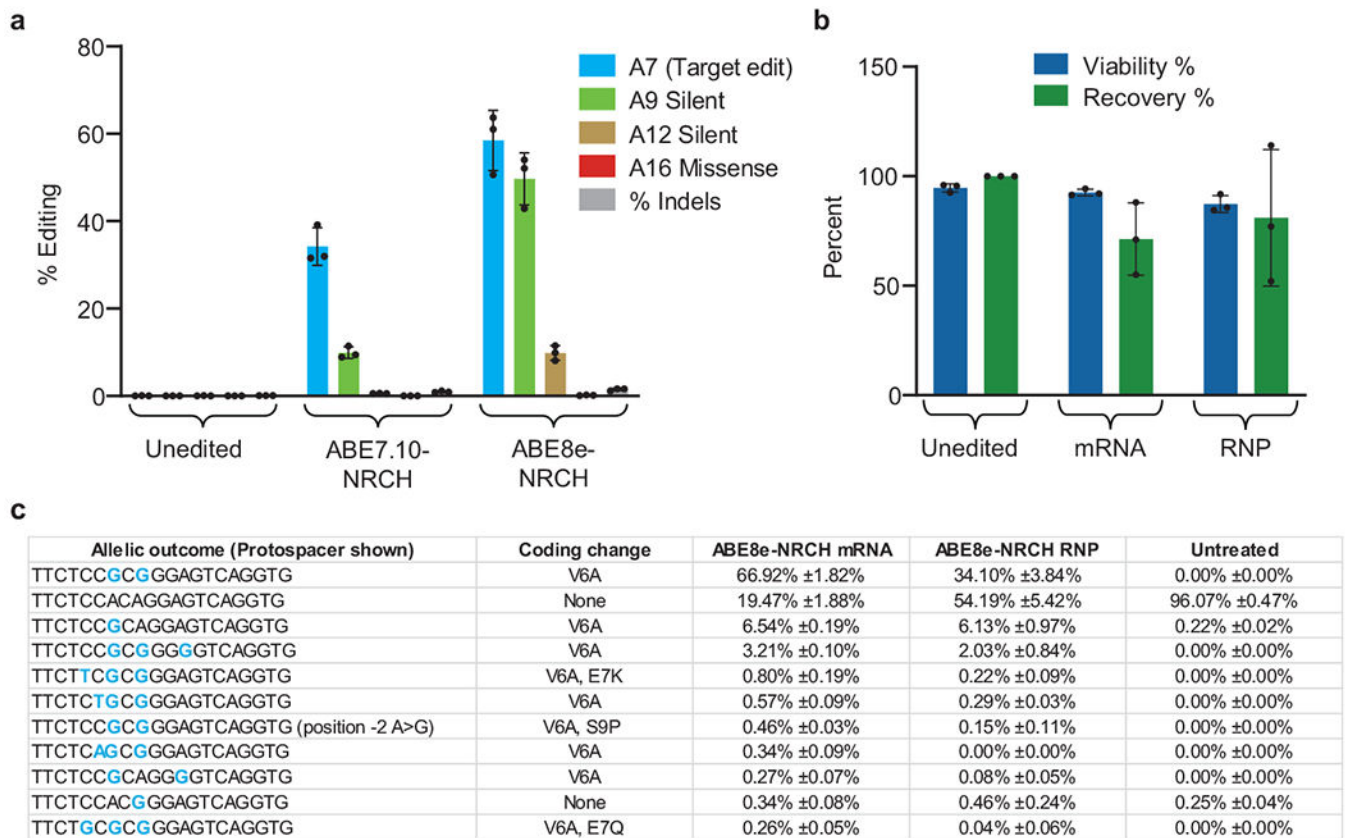 a
80
60
40
20
0
% Editing
A7 (Target edit)
A9 Silent
A12 Silent
A16 Missense
% Indels
Unedited
ABE7.10-
NRCH
ABE8e-
NRCH
b
150
100
50
0
Percent
Viability %
Recovery %
Unedited
mRNA
RNP
c
Allelic outcome (Protospacer shown) Coding change ABE8e-NRCH mRNA ABE8e-NRCH RNP Untreated
TTCTCCGCGGGAGTCAGGTG V6A 66.92% ±1.82% 34.10% ±3.84% 0.00% ±0.00%
TTCTCCACAGGAGTCAGGTG None 19.47% ±1.88% 54.19% ±5.42% 96.07% ±0.47%
TTCTCCGCAGGAGTCAGGTG V6A 6.54% ±0.19% 6.13% ±0.97% 0.22% ±0.02%
TTCTCCGCGGGGGTCAGGTG V6A 3.21% ±0.10% 2.03% ±0.84% 0.00% ±0.00%
TTCTTCGCGGGAGTCAGGTG V6A, E7K 0.80% ±0.19% 0.22% ±0.09% 0.00% ±0.00%
TTCTCTGCGGGAGTCAGGTG V6A 0.57% ±0.09% 0.29% ±0.03% 0.00% ±0.00%
TTCTCCGCGGGAGTCAGGTG (position -2 A>G) V6A, S9P 0.46% ±0.03% 0.15% ±0.11% 0.00% ±0.00%
TTCTCAGCGGGAGTCAGGTG V6A 0.34% ±0.09% 0.00% ±0.00% 0.00% ±0.00%
TTCTCCGCAGGGGTCAGGTG V6A 0.27% ±0.07% 0.08% ±0.05% 0.00% ±0.00%
TTCTCCACGGGAGTCAGGTG None 0.34% ±0.08% 0.46% ±0.24% 0.25% ±0.04%
TTCTGCGCGGGAGTCAGGTG V6A, E7Q 0.26% ±0.05% 0.04% ±0.06% 0.00% ±0.00%